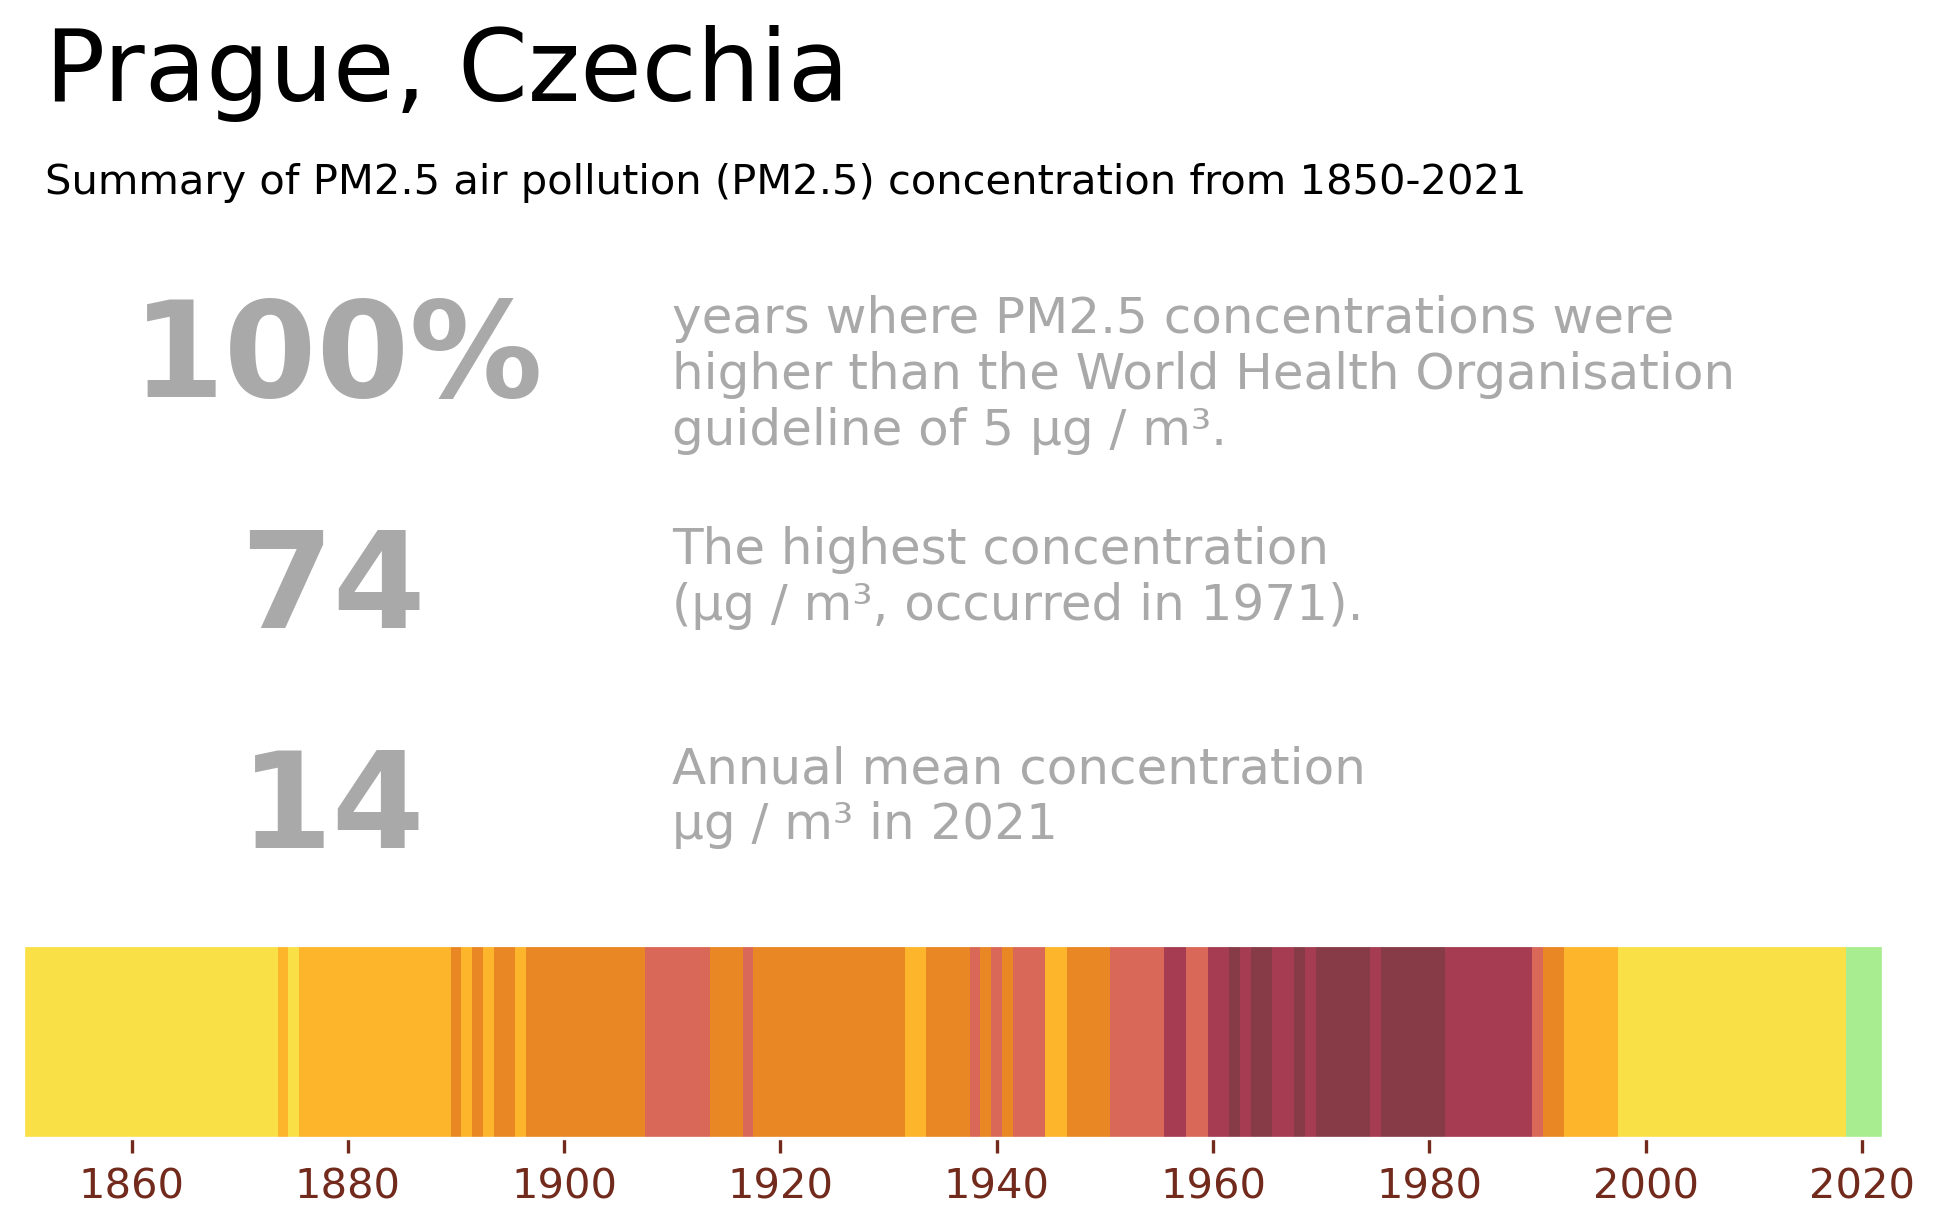 Prague, Czechia
Summary of PM2.5 air pollution (PM2.5) concentration from 1850-2021
100%
years where PM2.5 concentrations were
higher than the World Health Organisation
guideline of 5 µg / m³.
74
The highest concentration
(µg / m³, occurred in 1971).
14
Annual mean concentration
µg / m³ in 2021
1860 1880 1900 1920 1940 1960 1980 2000 2020